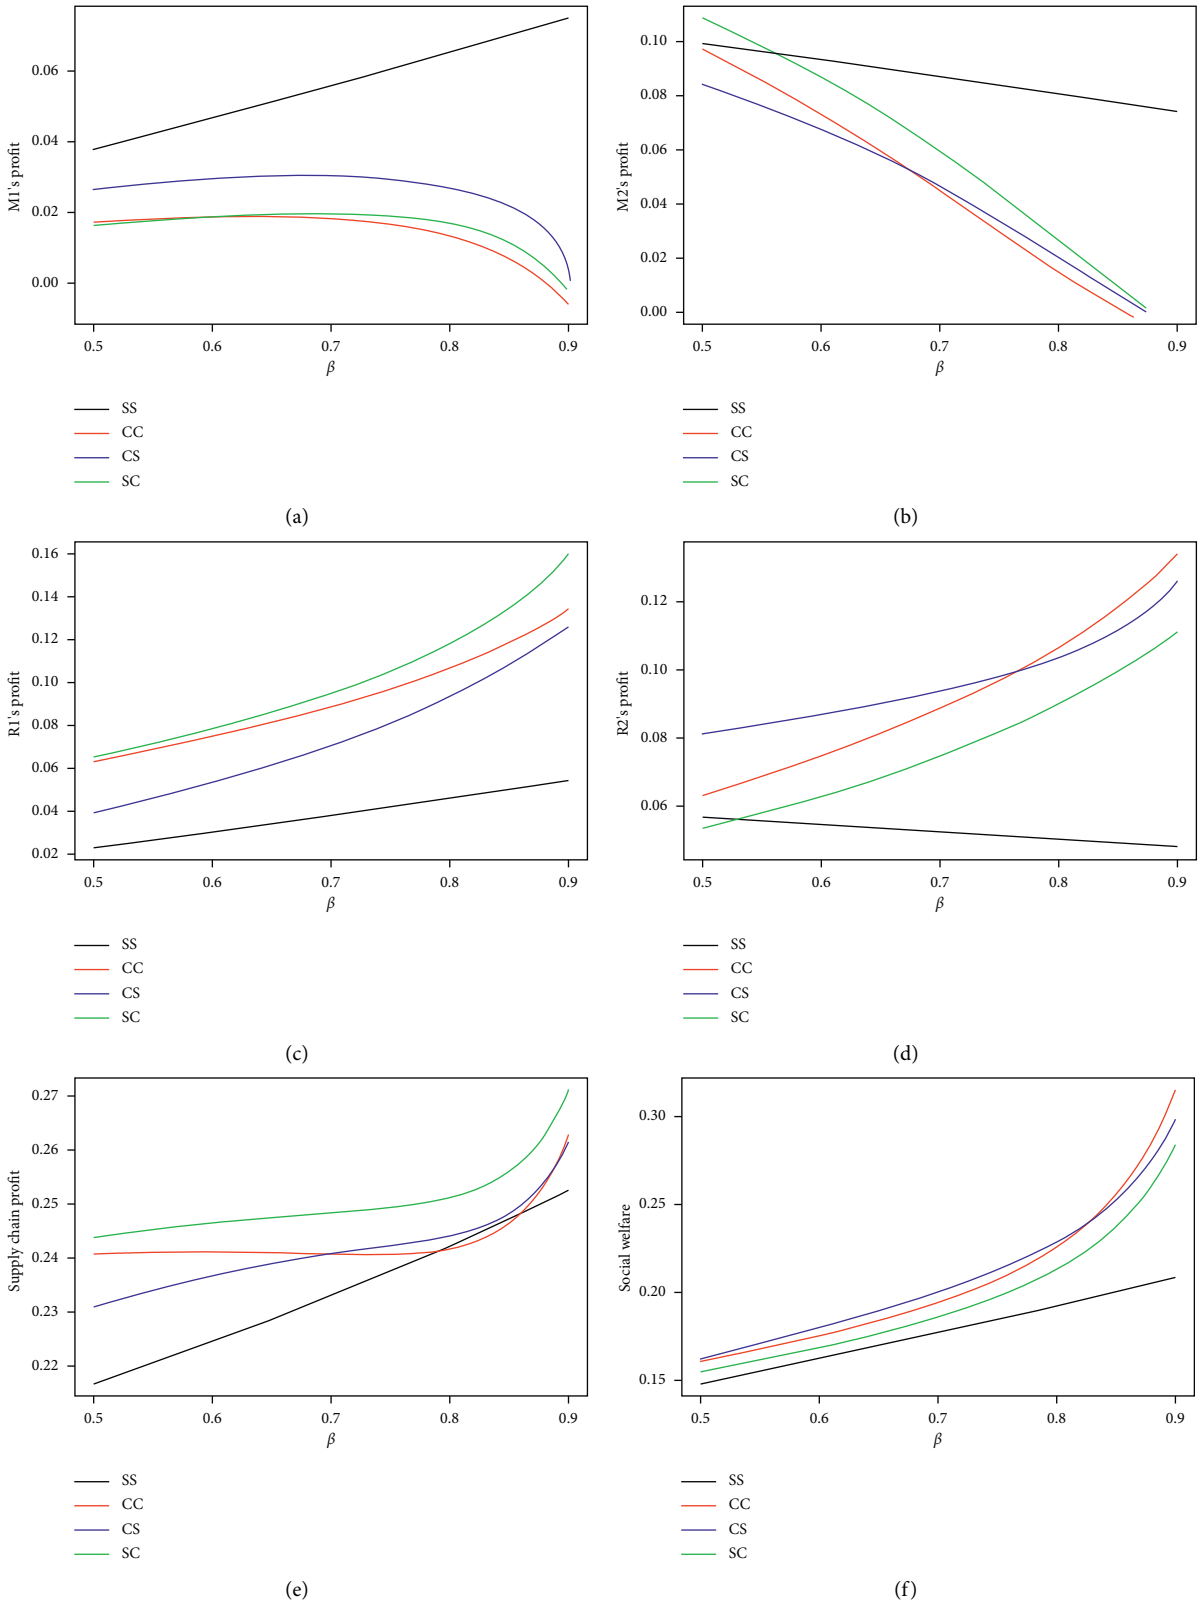 M1's profit
0.06
0.04
0.02
0.00
0.5 0.6 0.7 0.8 0.9
β
SS
CC
CS
SC
(a)
M2's profit
0.10
0.08
0.06
0.04
0.02
0.00
0.5 0.6 0.7 0.8 0.9
β
SS
CC
CS
SC
(b)
R1's profit
0.16
0.14
0.12
0.10
0.08
0.06
0.04
0.02
0.5 0.6 0.7 0.8 0.9
β
SS
CC
CS
SC
(c)
R2's profit
0.12
0.10
0.08
0.06
0.5 0.6 0.7 0.8 0.9
β
SS
CC
CS
SC
(d)
Supply chain profit
0.27
0.26
0.25
0.24
0.23
0.22
0.5 0.6 0.7 0.8 0.9
β
SS
CC
CS
SC
(e)
Social welfare
0.30
0.25
0.20
0.15
0.5 0.6 0.7 0.8 0.9
β
SS
CC
CS
SC
(f)